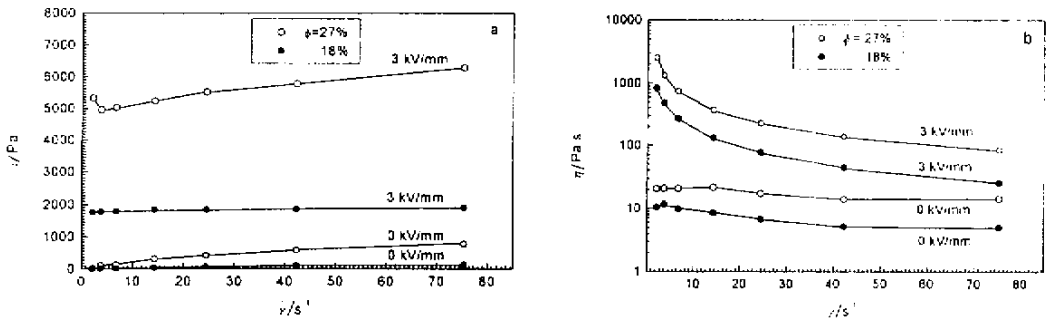 8000
7000
6000
5000
4000
3000
2000
1000
0
τ/Pa
ϕ=27%
18%
a
3 kV/mm
3 kV/mm
0 kV/mm
0 kV/mm
0 10 20 30 40 50 60 70 80
γ̇/s⁻¹
10000
1000
100
10
1
η/Pa s
ϕ=27%
18%
b
3 kV/mm
3 kV/mm
0 kV/mm
0 kV/mm
10 20 30 40 50 60 70 80